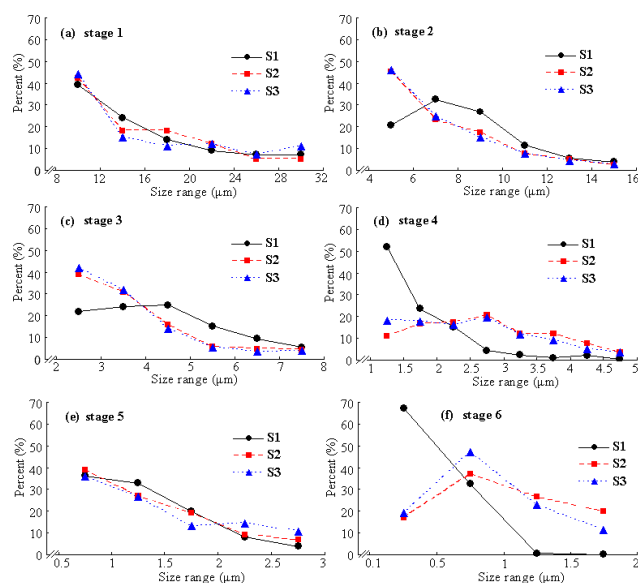 (a) stage 1
S1
S2
S3
Percent (%)
70
60
50
40
30
20
10
0
8 12 16 20 24 28 32
Size range (µm)
(b) stage 2
S1
S2
S3
Percent (%)
70
60
50
40
30
20
10
0
4 6 8 10 12 14 16
Size range (µm)
(c) stage 3
S1
S2
S3
Percent (%)
70
60
50
40
30
20
10
0
2 3 4 5 6 7 8
Size range (µm)
(d) stage 4
S1
S2
S3
Percent (%)
70
60
50
40
30
20
10
0
1 1.5 2 2.5 3 3.5 4 4.5 5
Size range (µm)
(e) stage 5
S1
S2
S3
Percent (%)
70
60
50
40
30
20
10
0
0.5 1 1.5 2 2.5 3
Size range (µm)
(f) stage 6
S1
S2
S3
Percent (%)
70
60
50
40
30
20
10
0
0.1 0.5 1 1.5 2
Size range (µm)